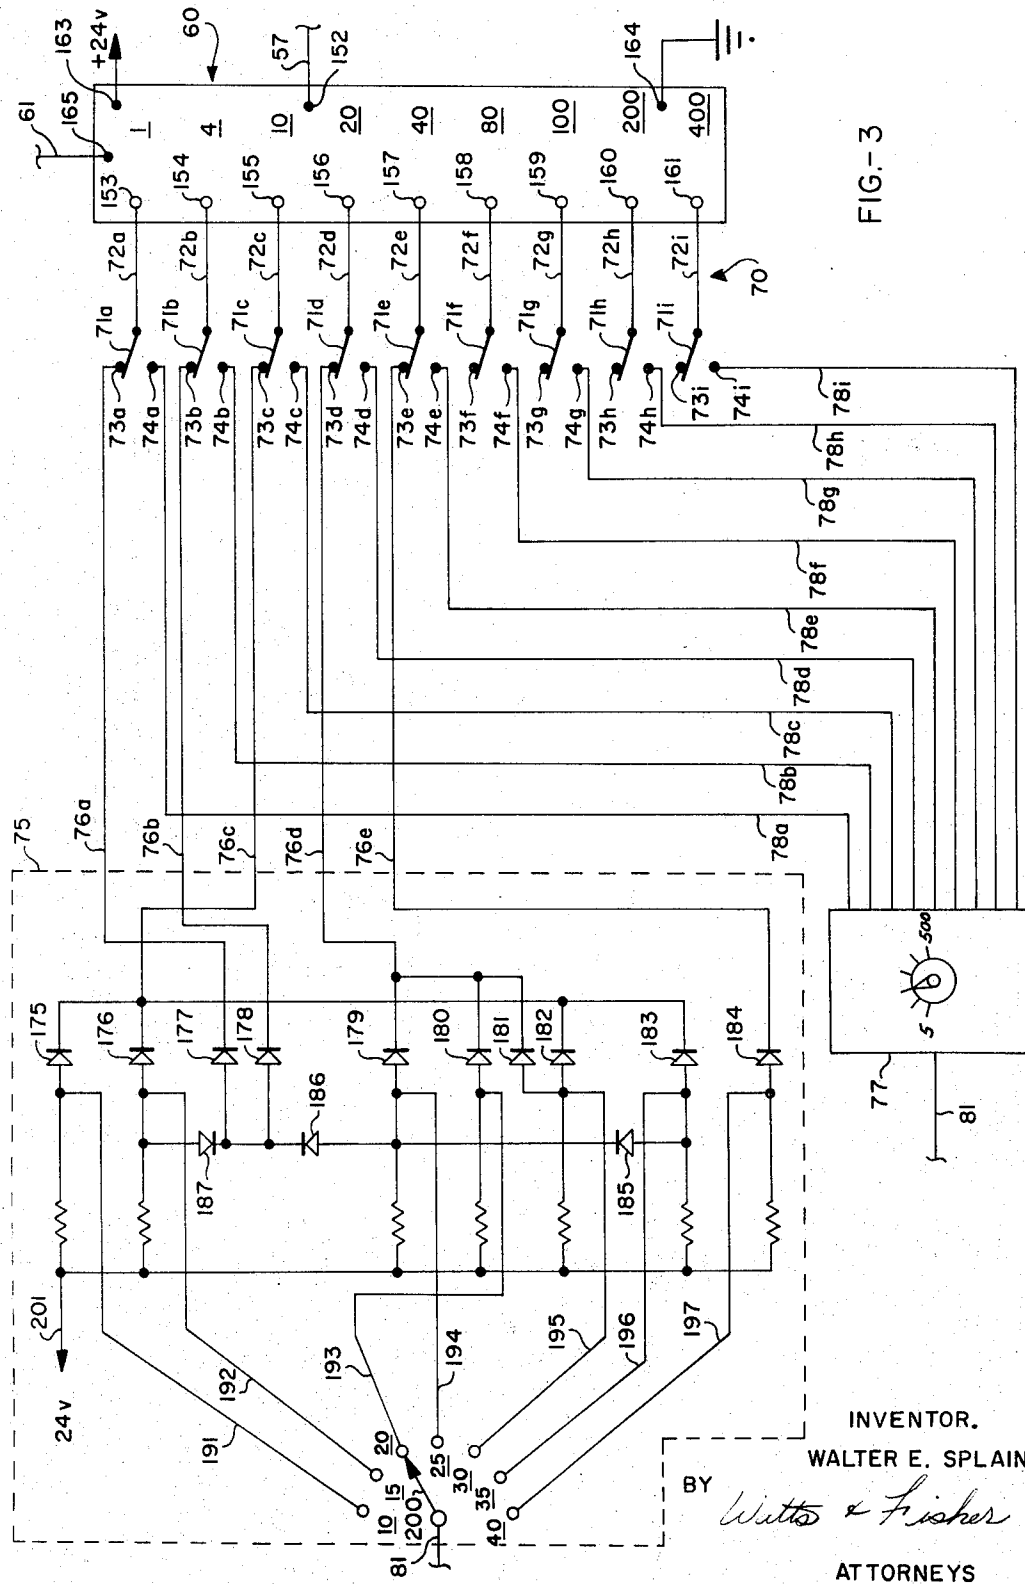 61
165
163
+24v
60
57
152
164
153
154
155
156
157
158
159
160
161
1
4
10
20
40
80
100
200
400
72a
72b
72c
72d
72e
72f
72g
72h
72i
70
71a
71b
71c
71d
71e
71f
71g
71h
71i
73a
74a
73b
74b
73c
74c
73d
74d
73e
74e
73f
74f
73g
74g
73h
74h
73i
74i
78i
78h
78g
78f
78e
78d
78c
78b
78a
76a
76b
76c
76d
76e
75
175
176
177
178
179
180
181
182
183
184
187
186
185
201
24v
191
192
193
194
195
196
197
10
15
20
25
30
35
40
200
81
5
500
77
81
FIG.-3
INVENTOR.
WALTER E. SPLAIN
BY
Watts & Fisher
ATTORNEYS